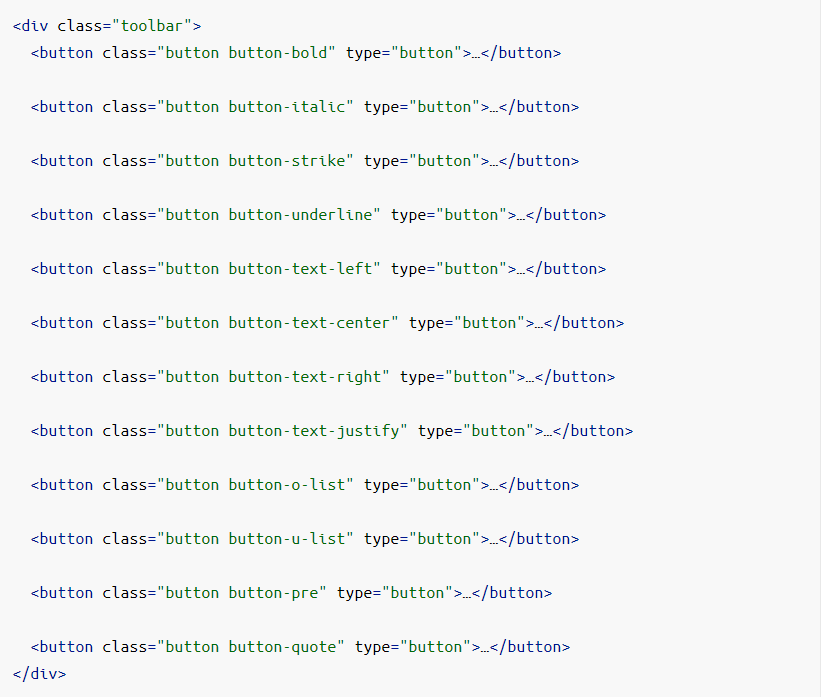 <div class="toolbar">
<button class="button button-bold" type="button">…</button>
<button class="button button-italic" type="button">…</button>
<button class="button button-strike" type="button">…</button>
<button class="button button-underline" type="button">…</button>
<button class="button button-text-left" type="button">…</button>
<button class="button button-text-center" type="button">…</button>
<button class="button button-text-right" type="button">…</button>
<button class="button button-text-justify" type="button">…</button>
<button class="button button-o-list" type="button">…</button>
<button class="button button-u-list" type="button">…</button>
<button class="button button-pre" type="button">…</button>
<button class="button button-quote" type="button">…</button>
</div>